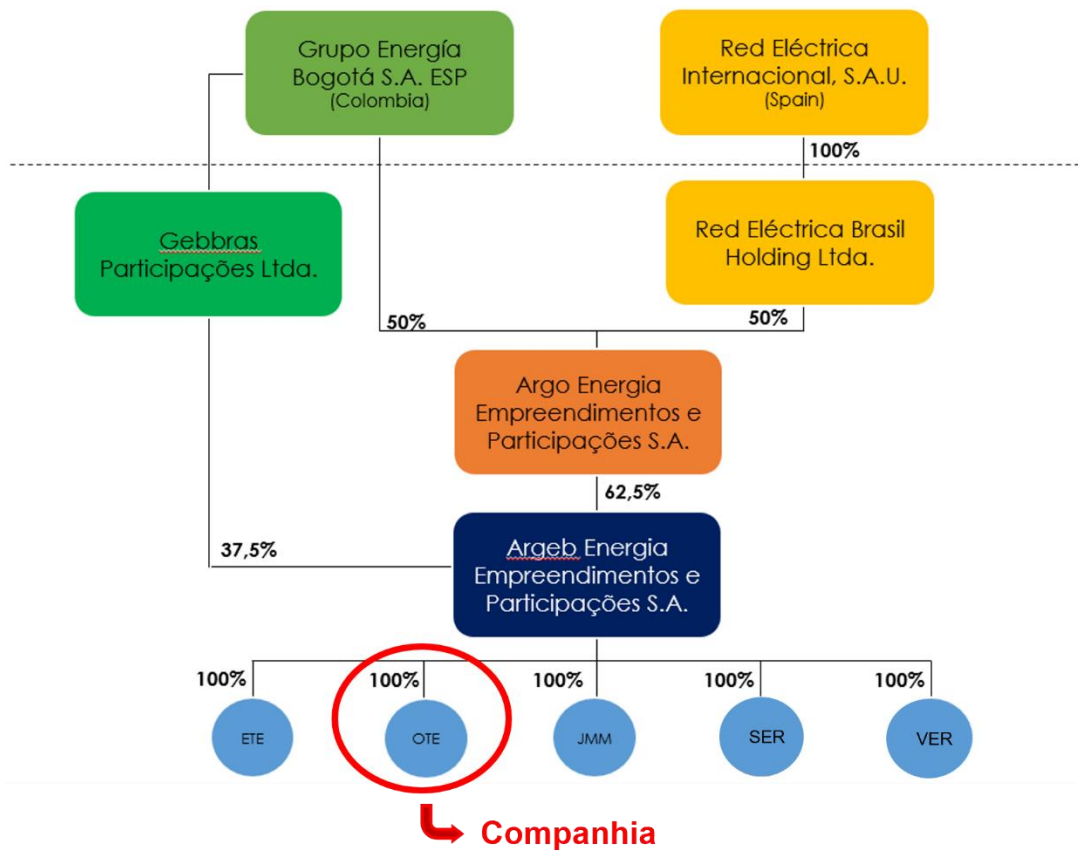 Grupo Energía
Bogotá S.A. ESP
(Colombia)
Red Eléctrica
Internacional, S.A.U.
(Spain)
100%
Gebbras
Participações Ltda.
Red Eléctrica Brasil
Holding Ltda.
50%
50%
Argo Energia
Empreendimentos e
Participações S.A.
62,5%
37,5%
Argeb Energia
Empreendimentos e
Participações S.A.
100%
100%
100%
100%
100%
ETE
OTE
JMM
SER
VER
Companhia